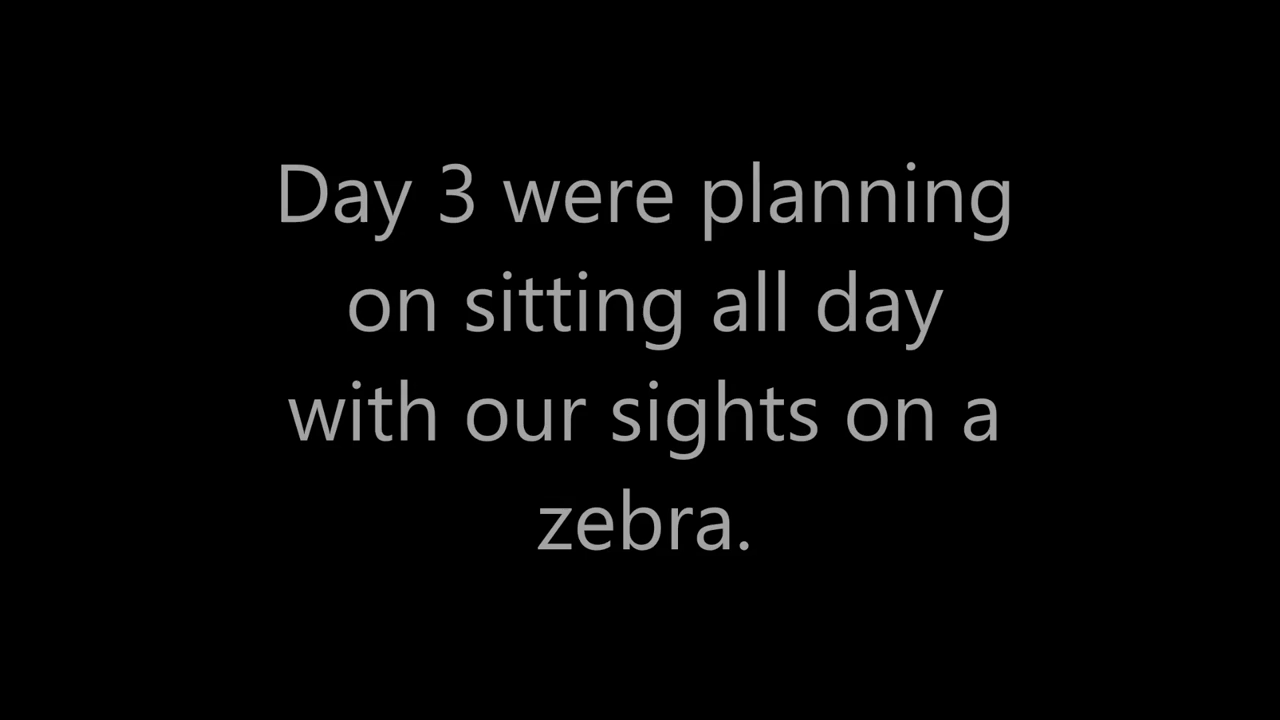 Day 3 were planning
on sitting all day
with our sights on a
zebra.